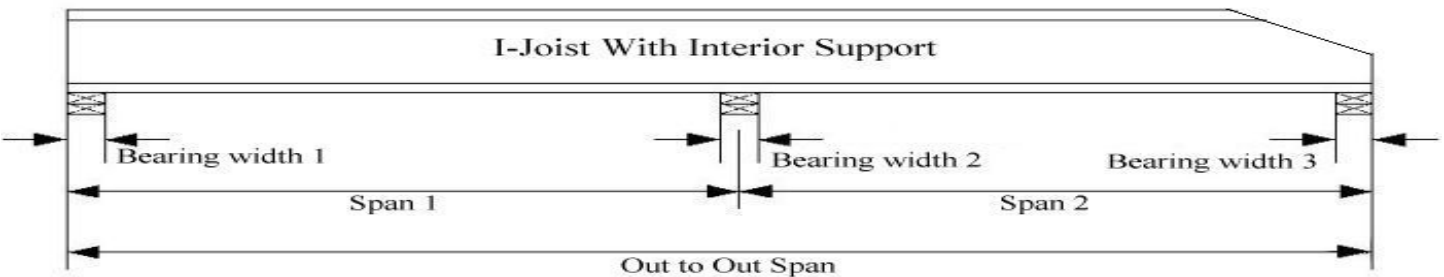 I-Joist With Interior Support
Bearing width 1
Bearing width 2
Bearing width 3
Span 1
Span 2
Out to Out Span